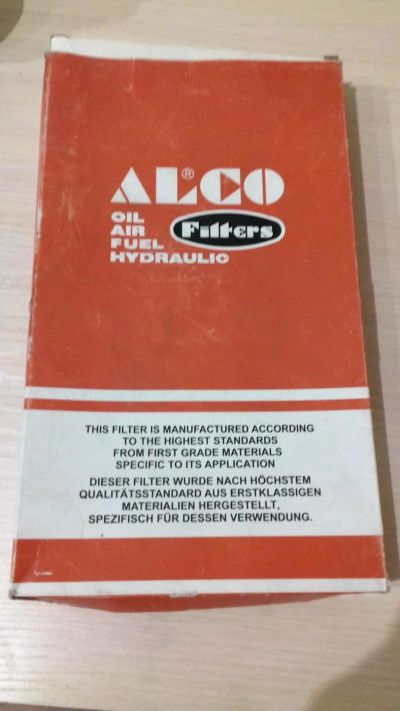 ALCO®
OIL
AIR
FUEL
HYDRAULIC
Filters
THIS FILTER IS MANUFACTURED ACCORDING
TO THE HIGHEST STANDARDS
FROM FIRST GRADE MATERIALS
SPECIFIC TO ITS APPLICATION
DIESER FILTER WURDE NACH HÖCHSTEM
QUALITÄTSSTANDARD AUS ERSTKLASSIGEN
MATERIALIEN HERGESTELLT,
SPEZIFISCH FÜR DESSEN VERWENDUNG.